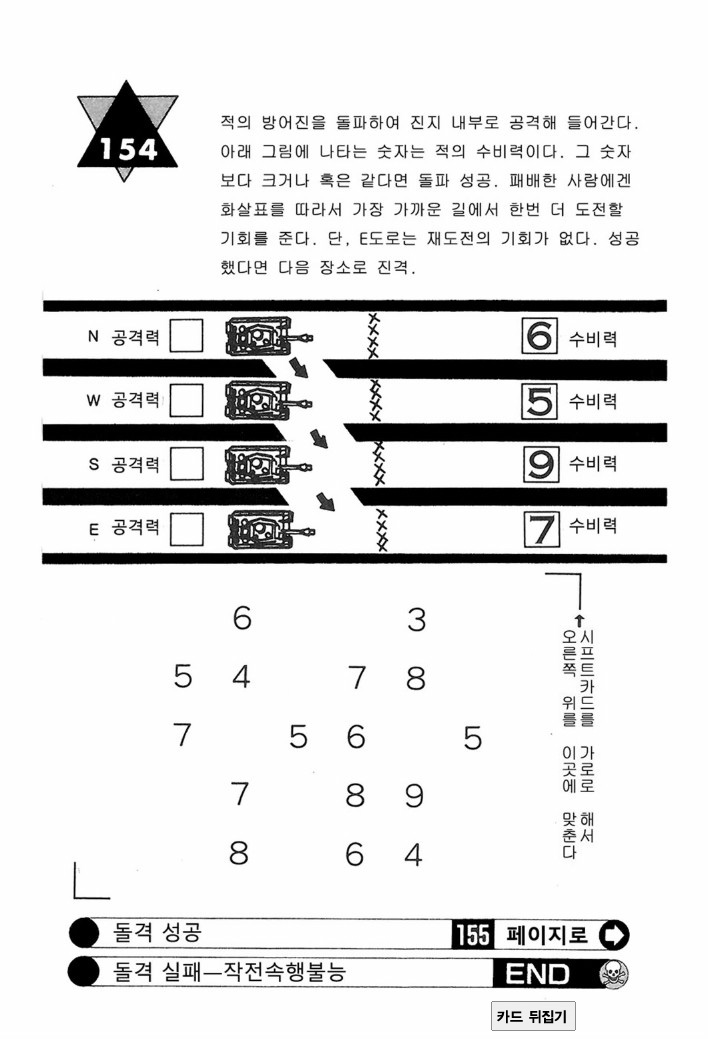 154
적의 방어진을 돌파하여 진지 내부로 공격해 들어간다.
아래 그림에 나타는 숫자는 적의 수비력이다. 그 숫자
보다 크거나 혹은 같다면 돌파 성공. 패배한 사람에겐
화살표를 따라서 가장 가까운 길에서 한번 더 도전할
기회를 준다. 단, E도로는 재도전의 기회가 없다. 성공
했다면 다음 장소로 진격.
N 공격력 6 수비력
W 공격력 5 수비력
S 공격력 9 수비력
E 공격력 7 수비력
6 3
5 4 7 8
7 5 6 5
7 8 9
8 6 4
시프트카드를 가로로 해서
오른쪽 위를 이곳에 맞춘다
돌격 성공 155 페이지로
돌격 실패—작전속행불능 END
카드 뒤집기